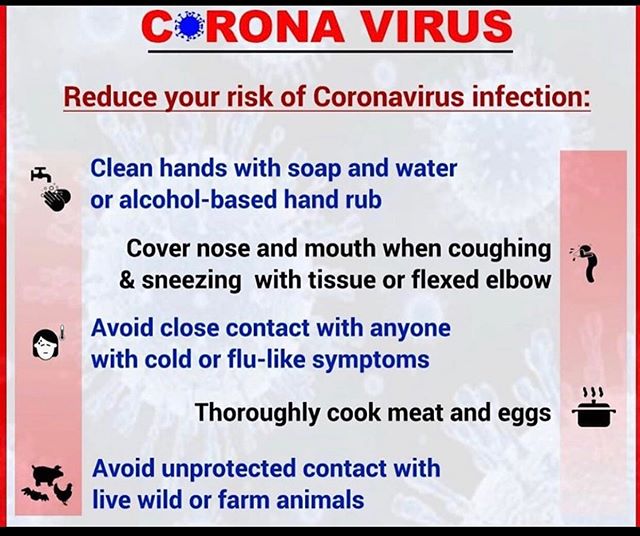 CORONA VIRUS
Reduce your risk of Coronavirus infection:
Clean hands with soap and water
or alcohol-based hand rub
Cover nose and mouth when coughing
& sneezing with tissue or flexed elbow
Avoid close contact with anyone
with cold or flu-like symptoms
Thoroughly cook meat and eggs
Avoid unprotected contact with
live wild or farm animals